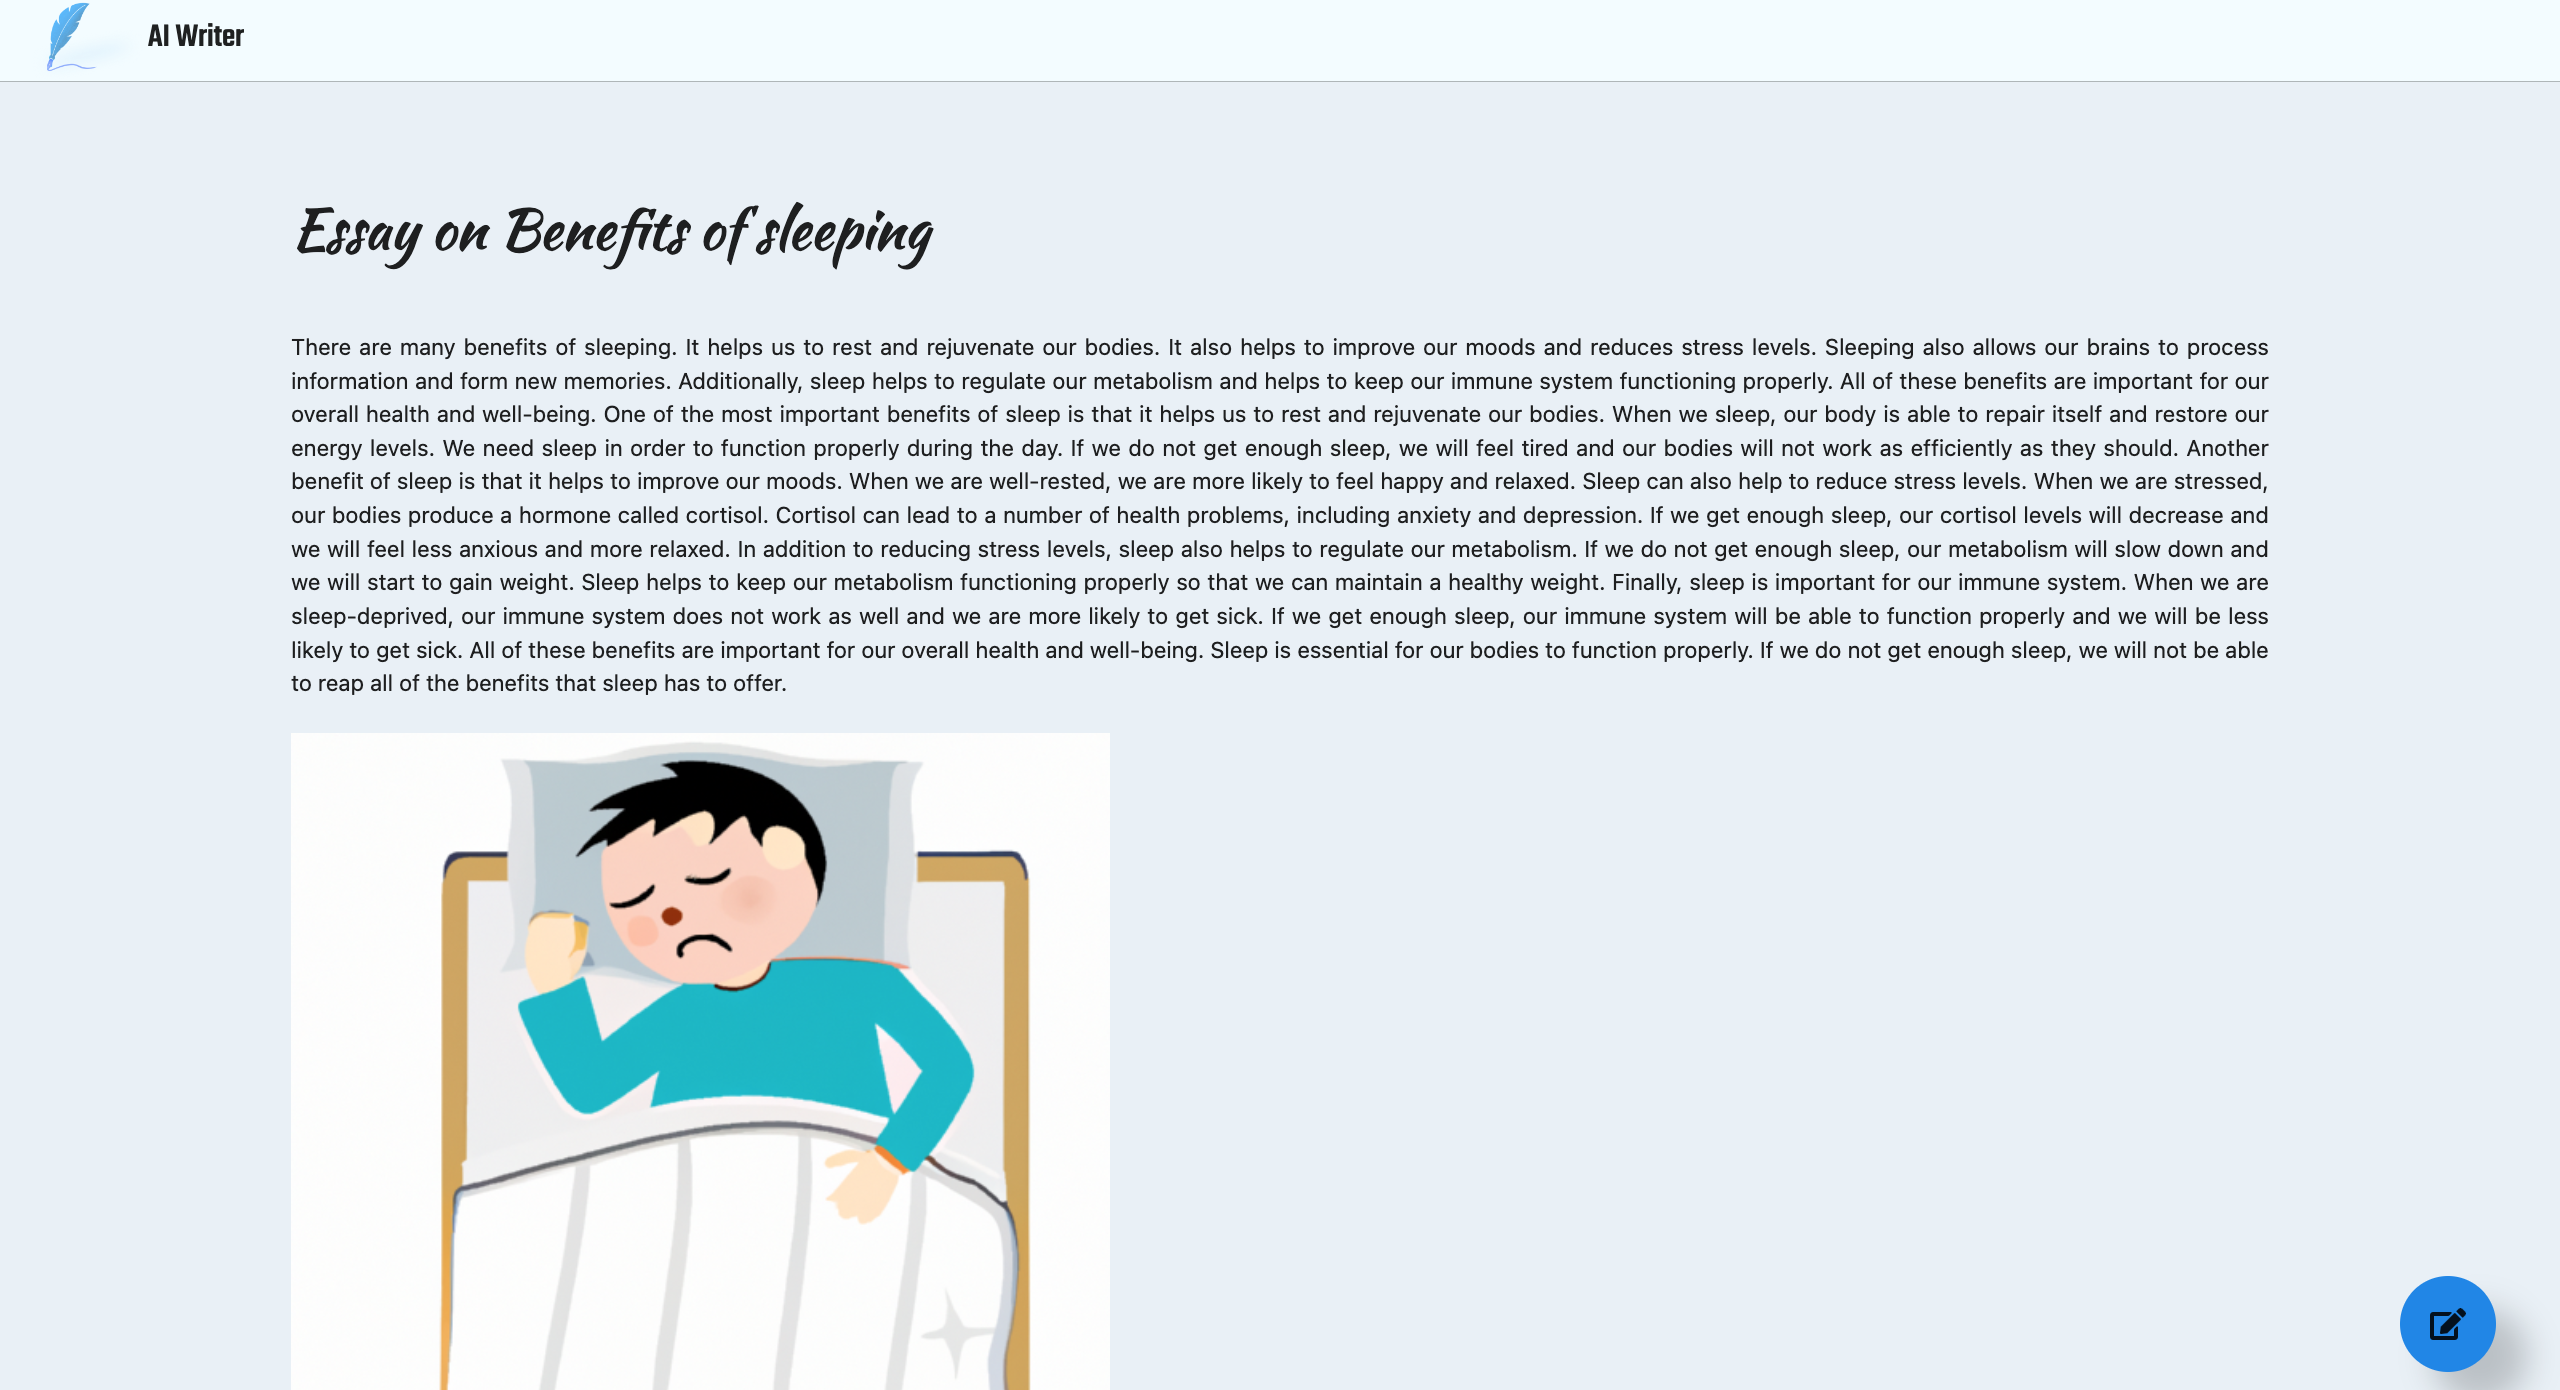 AI Writer
Essay on Benefits of sleeping
There are many benefits of sleeping. It helps us to rest and rejuvenate our bodies. It also helps to improve our moods and reduces stress levels. Sleeping also allows our brains to process
information and form new memories. Additionally, sleep helps to regulate our metabolism and helps to keep our immune system functioning properly. All of these benefits are important for our
overall health and well-being. One of the most important benefits of sleep is that it helps us to rest and rejuvenate our bodies. When we sleep, our body is able to repair itself and restore our
energy levels. We need sleep in order to function properly during the day. If we do not get enough sleep, we will feel tired and our bodies will not work as efficiently as they should. Another
benefit of sleep is that it helps to improve our moods. When we are well-rested, we are more likely to feel happy and relaxed. Sleep can also help to reduce stress levels. When we are stressed,
our bodies produce a hormone called cortisol. Cortisol can lead to a number of health problems, including anxiety and depression. If we get enough sleep, our cortisol levels will decrease and
we will feel less anxious and more relaxed. In addition to reducing stress levels, sleep also helps to regulate our metabolism. If we do not get enough sleep, our metabolism will slow down and
we will start to gain weight. Sleep helps to keep our metabolism functioning properly so that we can maintain a healthy weight. Finally, sleep is important for our immune system. When we are
sleep-deprived, our immune system does not work as well and we are more likely to get sick. If we get enough sleep, our immune system will be able to function properly and we will be less
likely to get sick. All of these benefits are important for our overall health and well-being. Sleep is essential for our bodies to function properly. If we do not get enough sleep, we will not be able
to reap all of the benefits that sleep has to offer.